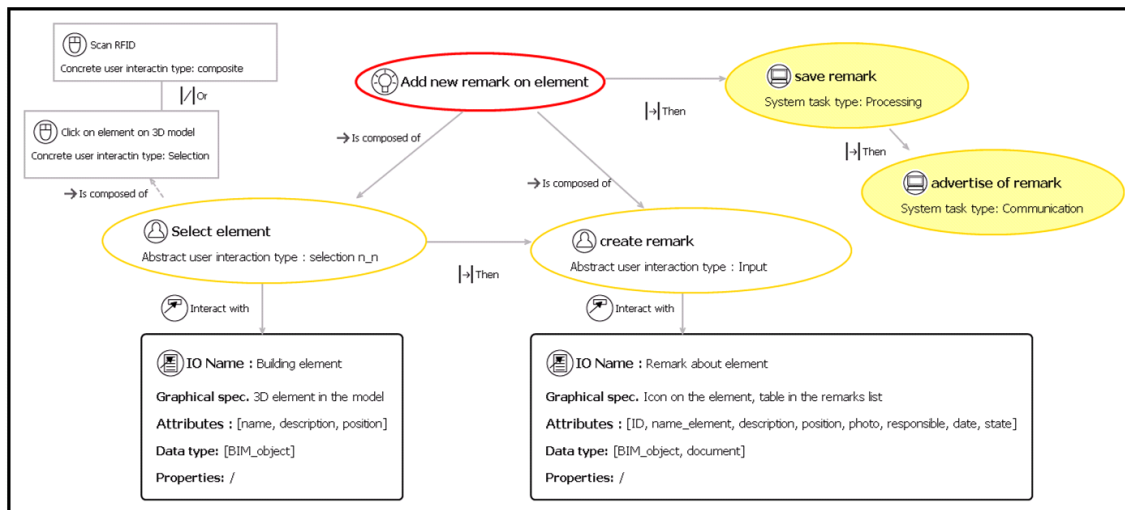 Scan RFID
Concrete user interactin type: composite
Or
Click on element on 3D model
Concrete user interactin type: Selection
Is composed of
Add new remark on element
Then
save remark
System task type: Processing
Then
advertise of remark
System task type: Communication
Is composed of
Is composed of
Select element
Abstract user interaction type : selection n_n
Then
create remark
Abstract user interaction type : Input
Interact with
Interact with
IO Name : Building element
Graphical spec. 3D element in the model
Attributes : [name, description, position]
Data type: [BIM_object]
Properties: /
IO Name : Remark about element
Graphical spec. Icon on the element, table in the remarks list
Attributes : [ID, name_element, description, position, photo, responsible, date, state]
Data type: [BIM_object, document]
Properties: /